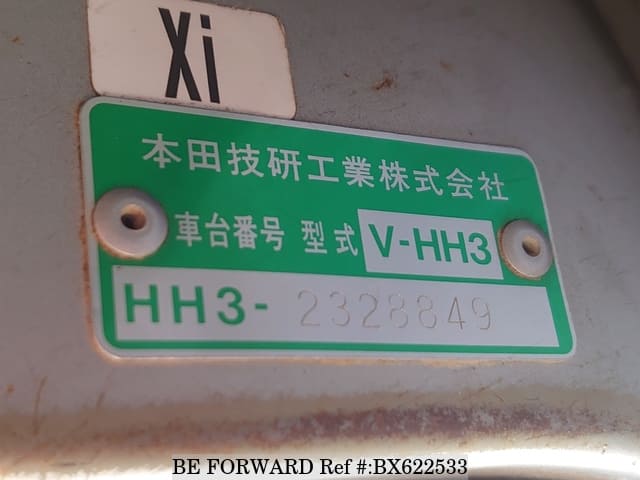 Xi
本田技研工業株式会社
車台番号 型式 V-HH3
HH3-2328849
BE FORWARD Ref #:BX622533